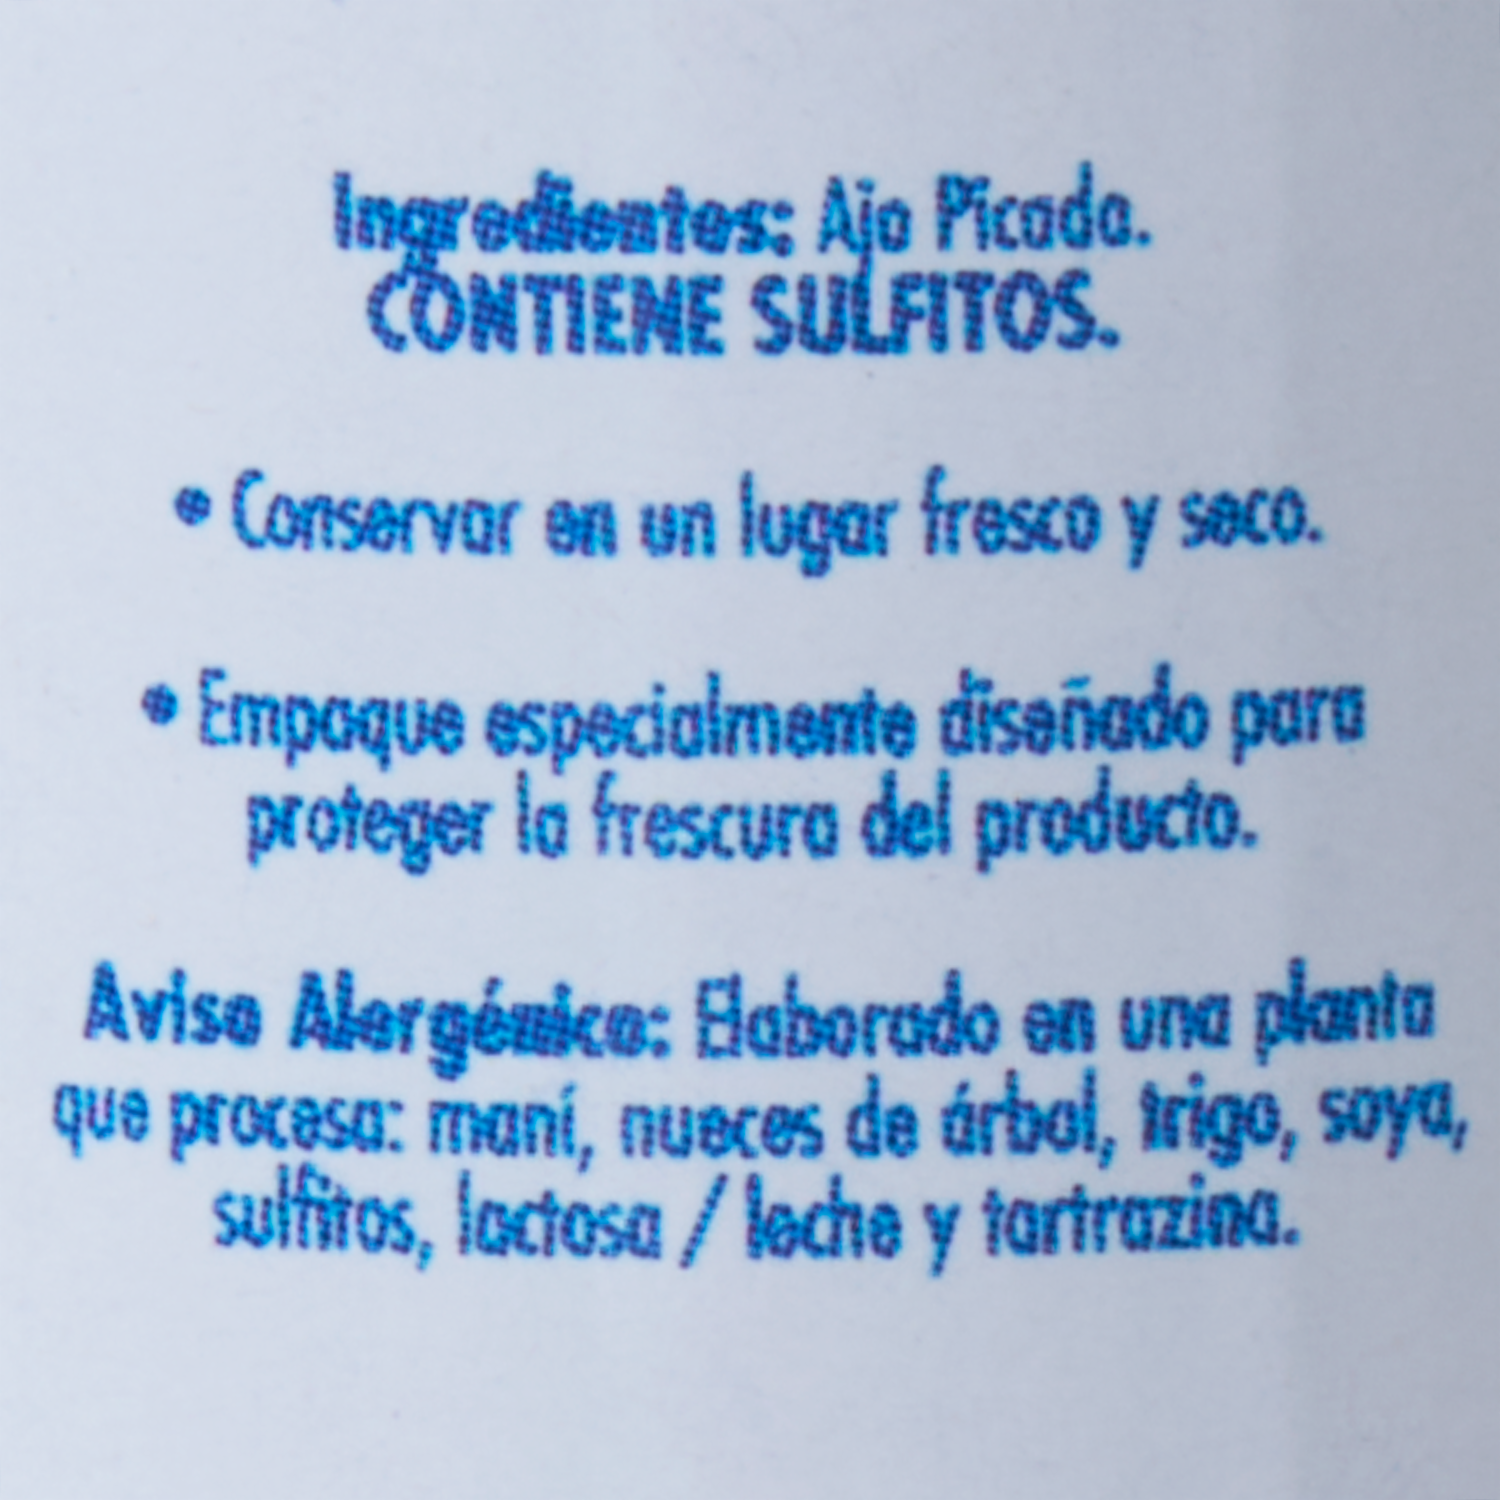 Ingredientes: Ajo Picado.
CONTIENE SULFITOS.
• Conservar en un lugar fresco y seco.
• Empaque especialmente diseñado para
proteger la frescura del producto.
Aviso Alergénico: Elaborado en una planta
que procesa: maní, nueces de árbol, trigo, soya,
sulfitos, lactosa / leche y tartrazina.